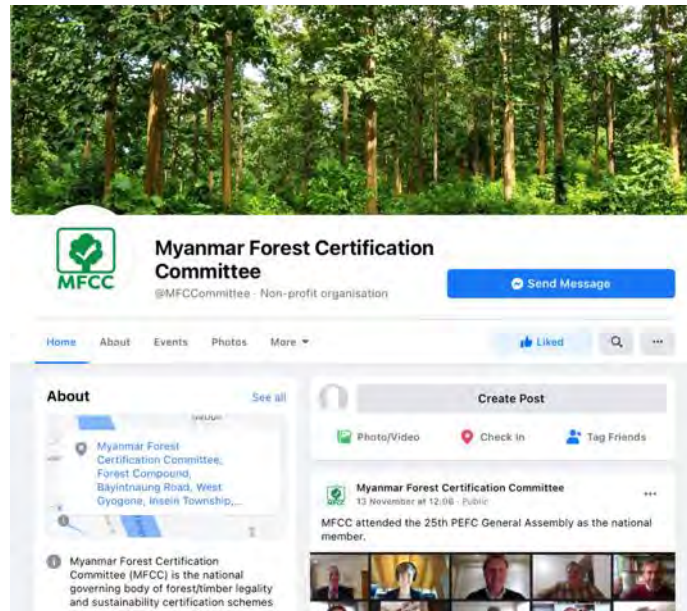 MFCC
Myanmar Forest Certification
Committee
@MFCCommittee · Non-profit organisation
Send Message
Home
About
Events
Photos
More
Liked
About
See all
Myanmar Forest
Certification Committee,
Forest Compound,
Bayintnaung Road, West
Gyogone, Insein Township,...
Myanmar Forest Certification
Committee (MFCC) is the national
governing body of forest/timber legality
and sustainability certification schemes
Create Post
Photo/Video
Check In
Tag Friends
MFCC
Myanmar Forest Certification Committee
13 November at 12:06 · Public
MFCC attended the 25th PEFC General Assembly as the national
member.